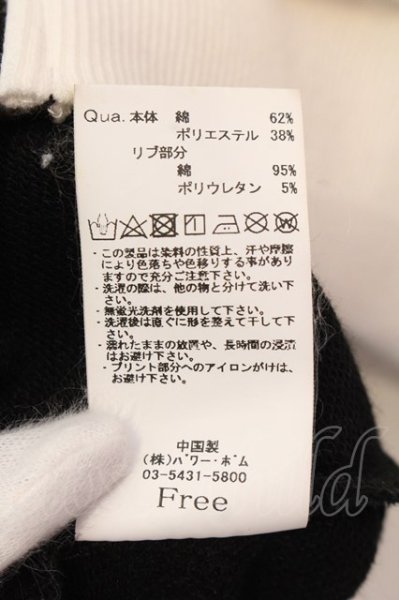 Qua. 本体 綿 62%
ポリエステル 38%
リブ部分
綿 95%
ポリウレタン 5%
・この製品は染料の性質上、汗や摩擦
により色落ちや色移りする事があり
ますので充分ご注意下さい。
・洗濯の際は、他の物と分けて洗い下
さい。
・無蛍光洗剤を使用して下さい。
・洗濯後は直ぐに形を整えて干して下
さい。
・濡れたままの放置や、長時間の浸漬
はお避け下さい。
・プリント部分へのアイロンがけは、
お避け下さい。
中国製
(株)パワー・ボム
03-5431-5800
Free